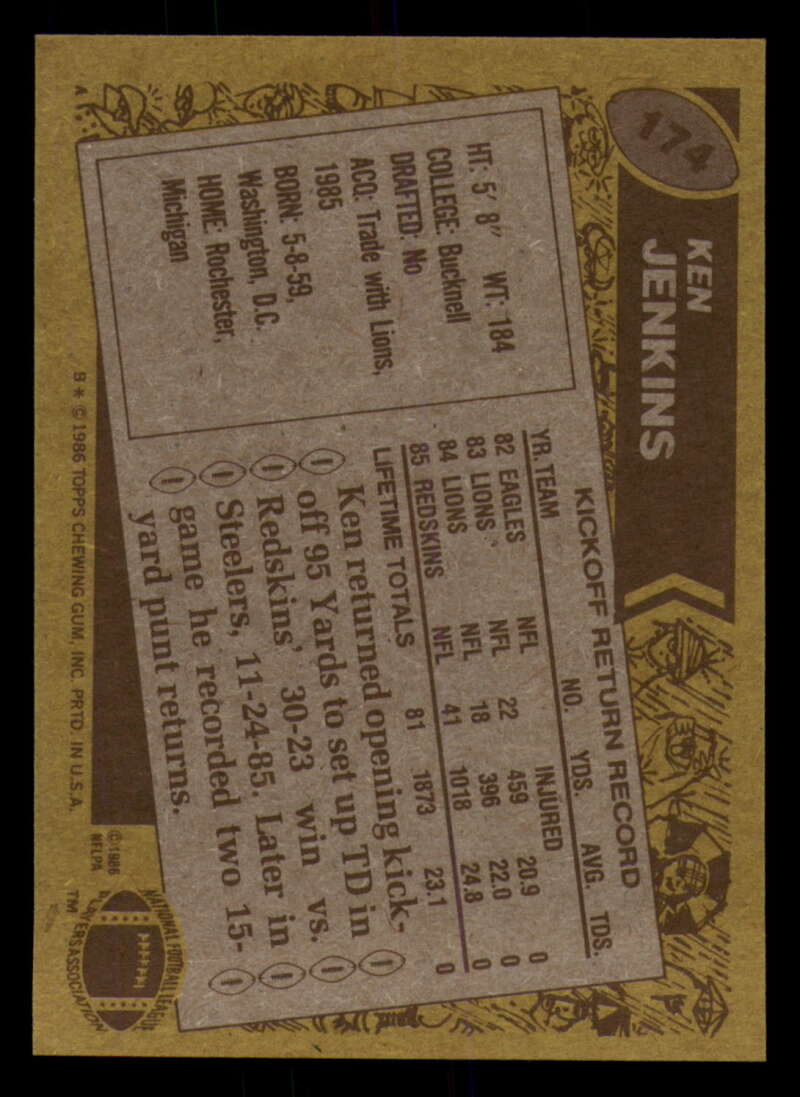 174
KEN
JENKINS
HT: 5' 8" WT: 184
COLLEGE: Bucknell
DRAFTED: No
ACQ: Trade with Lions,
1985
BORN: 5-8-59,
Washington, D.C.
HOME: Rochester,
Michigan
KICKOFF RETURN RECORD
YR. TEAM NO. YDS. AVG. TDS.
82 EAGLES NFL INJURED
83 LIONS NFL 22 459 20.9 0
84 LIONS NFL 18 396 22.0 0
85 REDSKINS NFL 41 1018 24.8 0
LIFETIME TOTALS 81 1873 23.1 0
Ken returned opening kick-
off 95 Yards to set up TD in
Redskins' 30-23 win vs.
Steelers, 11-24-85. Later in
game he recorded two 15-
yard punt returns.
A
B * © 1986 TOPPS CHEWING GUM, INC. PRTD. IN U.S.A.
© 1986
NFLPA
NATIONAL FOOTBALL LEAGUE
PLAYERS ASSOCIATION
TM